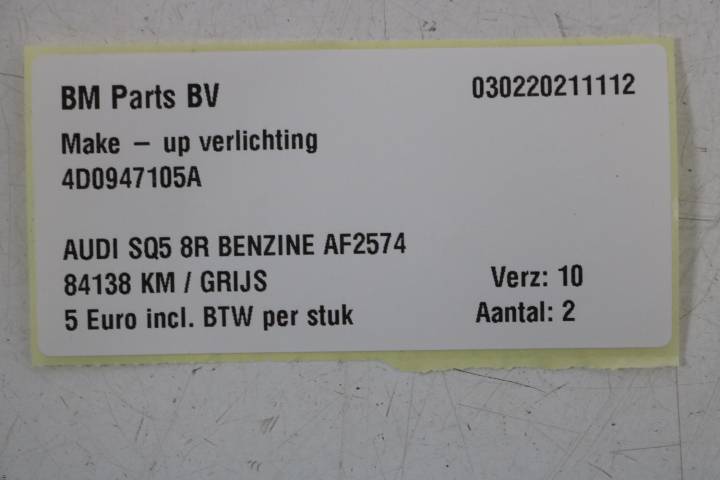 BM Parts BV 030220211112
Make – up verlichting
4D0947105A
AUDI SQ5 8R BENZINE AF2574
84138 KM / GRIJS Verz: 10
5 Euro incl. BTW per stuk Aantal: 2